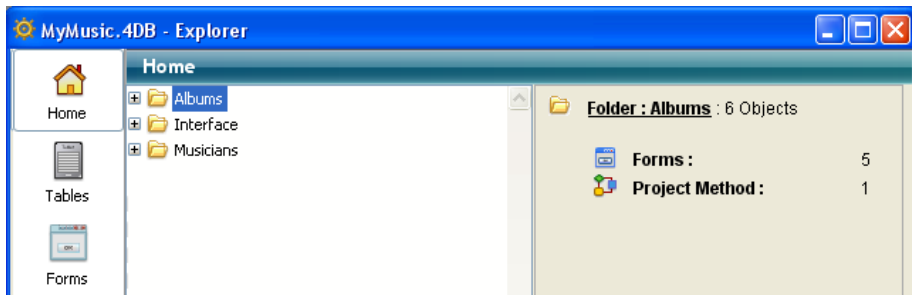 MyMusic.4DB - Explorer
Home
Home
Albums
Interface
Musicians
Tables
Forms
Folder : Albums : 6 Objects
Forms : 5
Project Method : 1